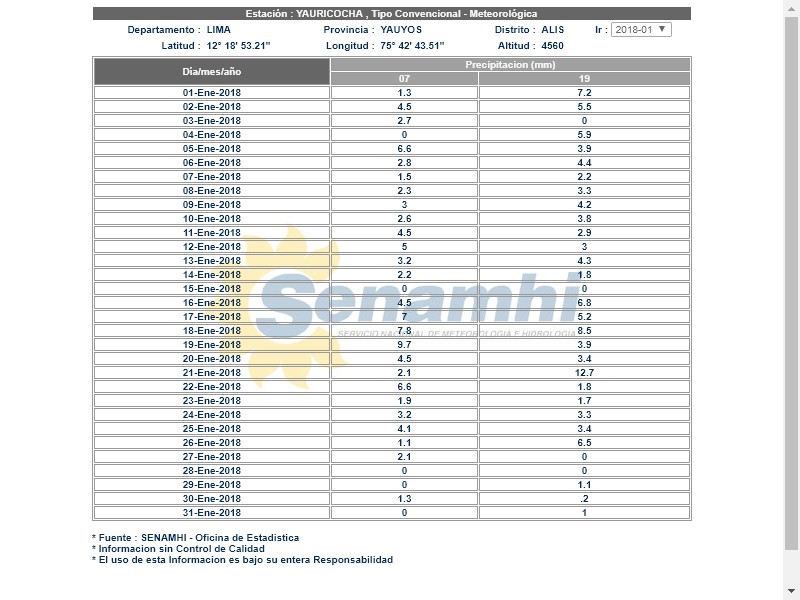 Estación : YAURICOCHA , Tipo Convencional - Meteorológica
Departamento : LIMA Provincia : YAUYOS Distrito : ALIS Ir : 2018-01
Latitud : 12° 18' 53.21" Longitud : 75° 42' 43.51" Altitud : 4560
Dia/mes/año Precipitacion (mm)
07 19
01-Ene-2018 1.3 7.2
02-Ene-2018 4.5 5.5
03-Ene-2018 2.7 0
04-Ene-2018 0 5.9
05-Ene-2018 6.6 3.9
06-Ene-2018 2.8 4.4
07-Ene-2018 1.5 2.2
08-Ene-2018 2.3 3.3
09-Ene-2018 3 4.2
10-Ene-2018 2.6 3.8
11-Ene-2018 4.5 2.9
12-Ene-2018 5 3
13-Ene-2018 3.2 4.3
14-Ene-2018 2.2 1.8
15-Ene-2018 0 0
16-Ene-2018 4.5 6.8
17-Ene-2018 7 5.2
18-Ene-2018 7.8 8.5
19-Ene-2018 9.7 3.9
20-Ene-2018 4.5 3.4
21-Ene-2018 2.1 12.7
22-Ene-2018 6.6 1.8
23-Ene-2018 1.9 1.7
24-Ene-2018 3.2 3.3
25-Ene-2018 4.1 3.4
26-Ene-2018 1.1 6.5
27-Ene-2018 2.1 0
28-Ene-2018 0 0
29-Ene-2018 0 1.1
30-Ene-2018 1.3 .2
31-Ene-2018 0 1
Senamhi
SERVICIO NACIONAL DE METEOROLOGIA E HIDROLOGIA
* Fuente : SENAMHI - Oficina de Estadistica
* Informacion sin Control de Calidad
* El uso de esta Informacion es bajo su entera Responsabilidad